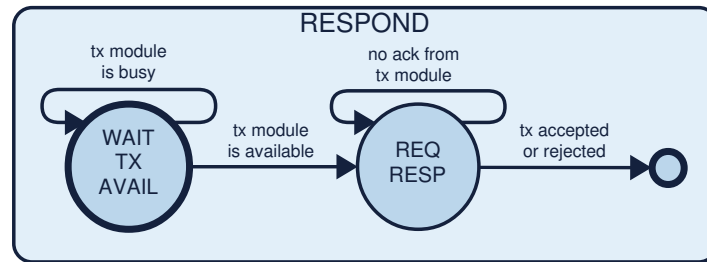 RESPOND
tx module
is busy
no ack from
tx module
WAIT
TX
AVAIL
tx module
is available
REQ
RESP
tx accepted
or rejected